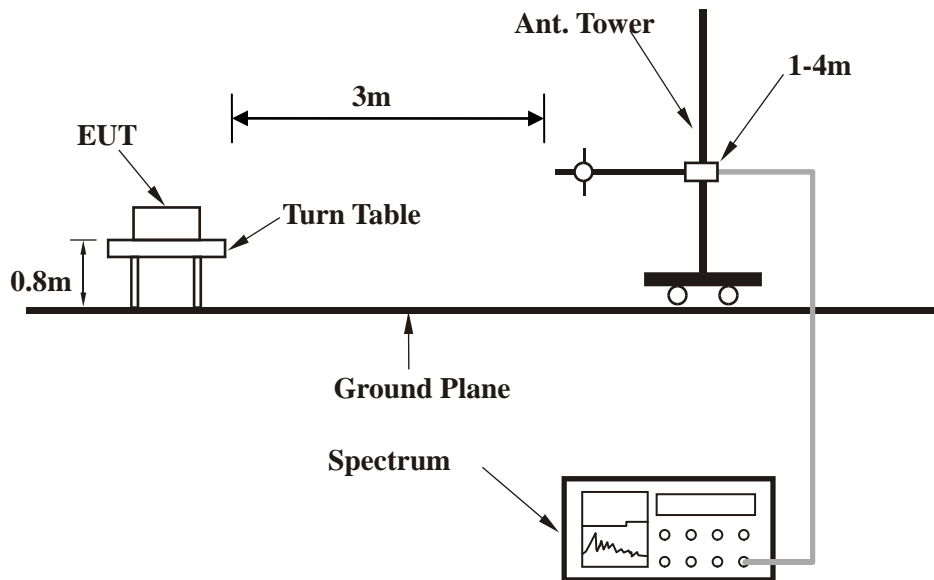 Ant. Tower
1-4m
3m
EUT
Turn Table
0.8m
Ground Plane
Spectrum